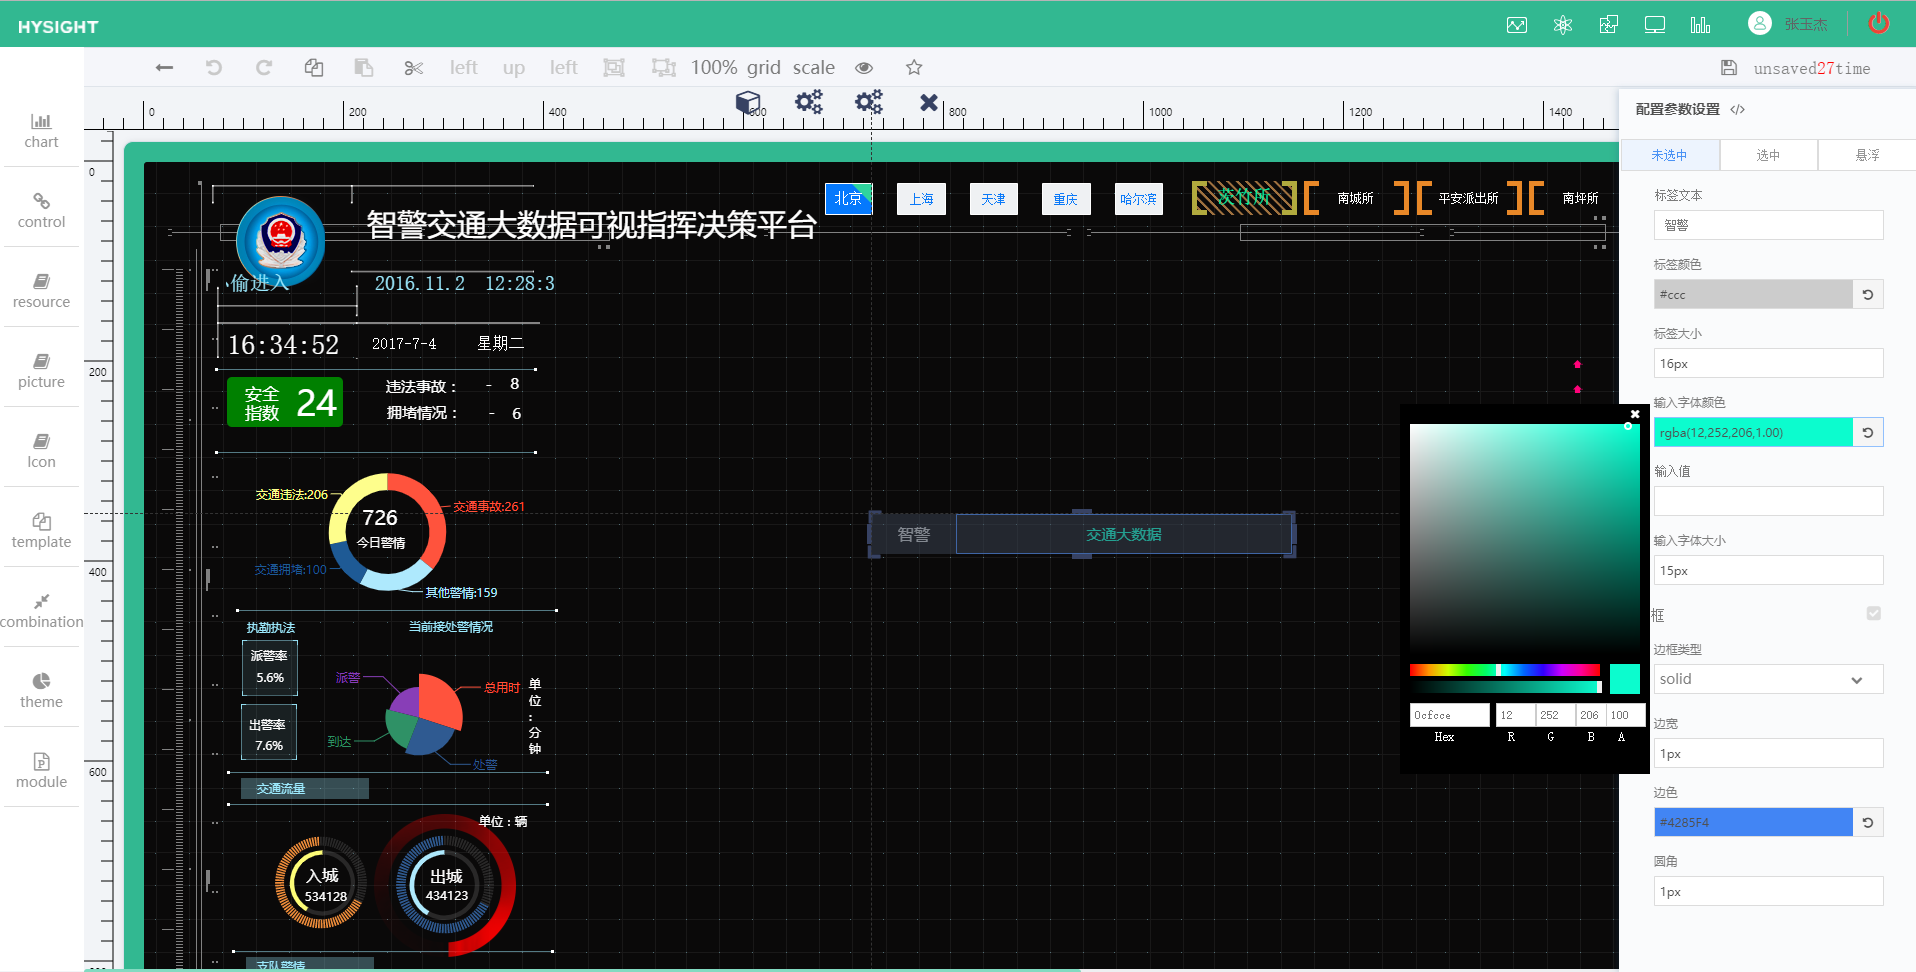 HYSIGHT
张玉杰
left
up
left
100%
grid
scale
unsaved27time
0
200
400
600
800
1000
1200
1400
chart
control
resource
picture
Icon
template
combination
theme
module
0
200
400
600
智警交通大数据可视指挥决策平台
北京
上海
天津
重庆
哈尔滨
茨竹所
南城所
平安派出所
南坪所
偷进入
2016.11.2 12:28:3
16:34:52
2017-7-4
星期二
安全
指数
24
违法事故： - 8
拥堵情况： - 6
交通违法:206
交通事故:261
726
今日警情
交通拥堵:100
其他警情:159
执勤执法
当前接处警情况
派警率
5.6%
出警率
7.6%
派警
总用时
到达
处警
单位:分钟
交通流量
单位：辆
入城
534128
出城
434123
支队警情
智警
交通大数据
配置参数设置
</>
未选中
选中
悬浮
标签文本
智警
标签颜色
#ccc
标签大小
16px
输入字体颜色
rgba(12,252,206,1.00)
输入值
输入字体大小
15px
框
边框类型
solid
边宽
1px
边色
#4285F4
圆角
1px
0cfcce
12
252
206
100
Hex
R
G
B
A